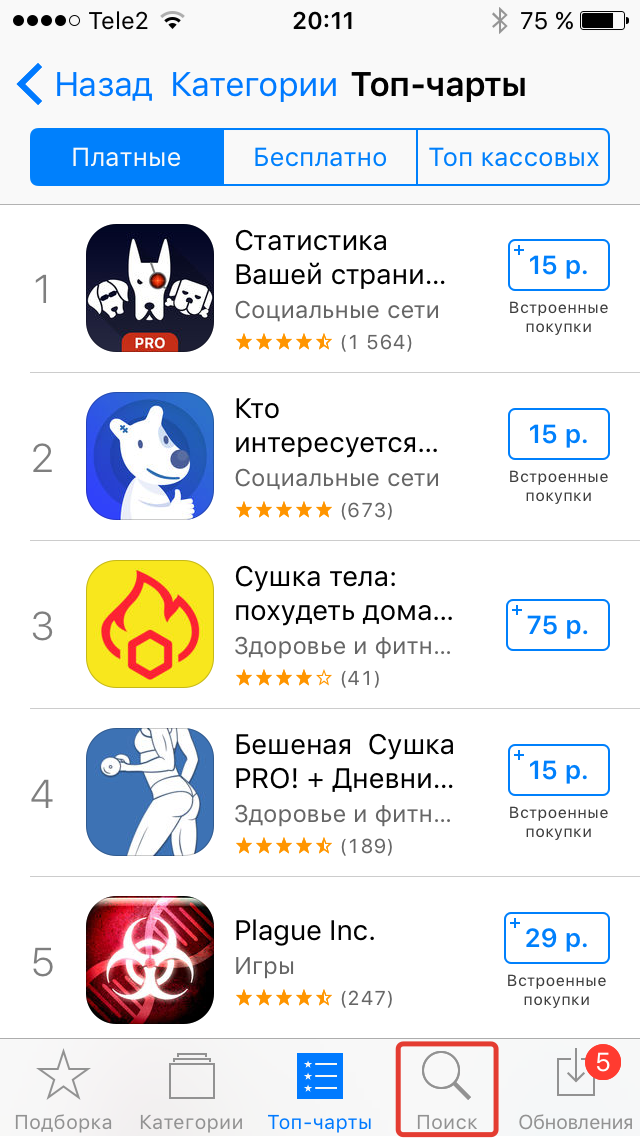 Tele2 20:11 75 %
Назад Категории Топ-чарты
Платные Бесплатно Топ кассовых
1
PRO
Статистика
Вашей страни...
Социальные сети
(1 564)
+ 15 р.
Встроенные
покупки
2
Кто
интересуется...
Социальные сети
(673)
15 р.
Встроенные
покупки
3
Сушка тела:
похудеть дома...
Здоровье и фитн...
(41)
+ 75 р.
4
Бешеная Сушка
PRO! + Дневни...
Здоровье и фитн...
(189)
+ 15 р.
Встроенные
покупки
5
Plague Inc.
Игры
(247)
+ 29 р.
Встроенные
покупки
5
Подборка Категории Топ-чарты Поиск Обновления